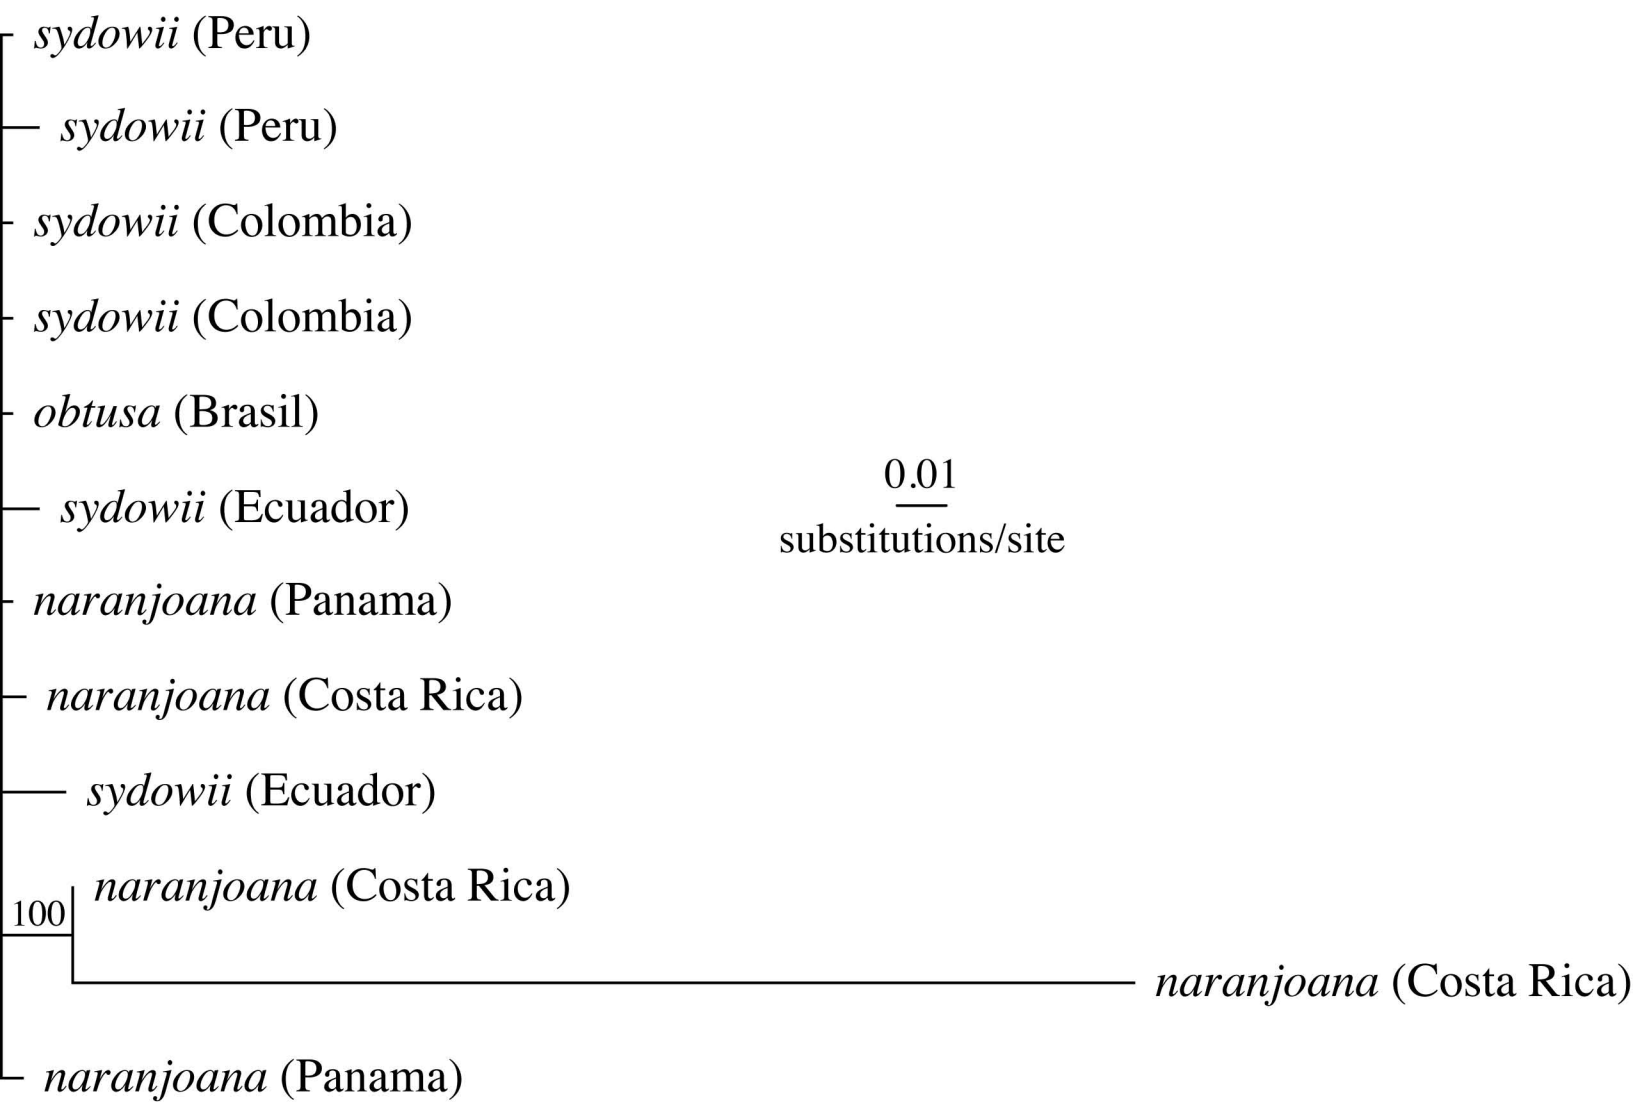 sydowii (Peru)
sydowii (Peru)
sydowii (Colombia)
sydowii (Colombia)
obtusa (Brasil)
0.01
sydowii (Ecuador)
substitutions/site
naranjoana (Panama)
naranjoana (Costa Rica)
sydowii (Ecuador)
naranjoana (Costa Rica)
100
naranjoana (Costa Rica)
naranjoana (Panama)